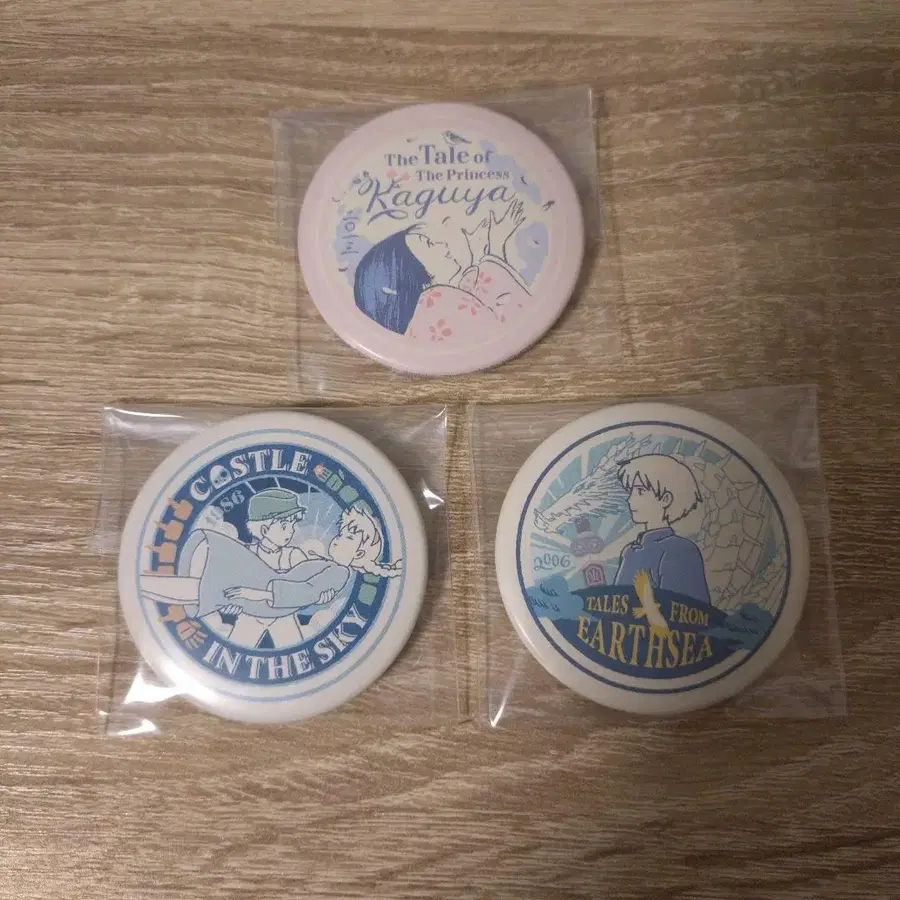 The Tale of
The Princess
Kaguya
CASTLE
1986
IN THE SKY
2006
TALES FROM
EARTHSEA